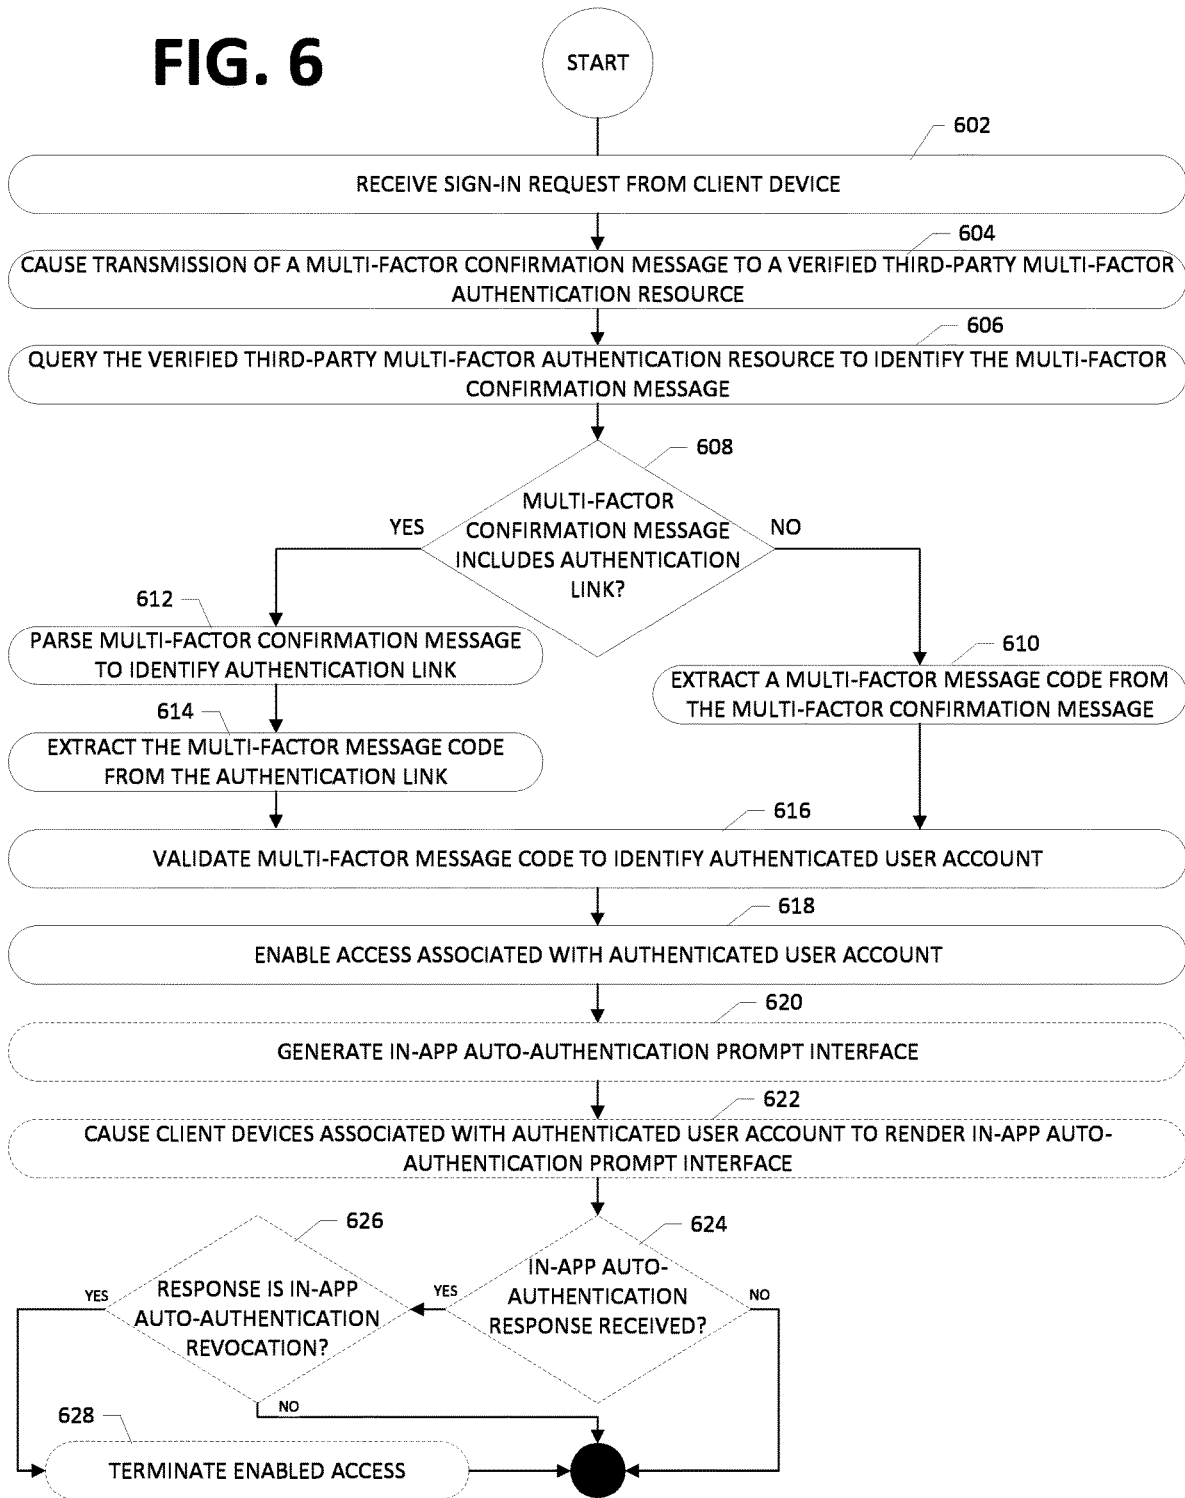 FIG. 6
START
602
RECEIVE SIGN-IN REQUEST FROM CLIENT DEVICE
604
CAUSE TRANSMISSION OF A MULTI-FACTOR CONFIRMATION MESSAGE TO A VERIFIED THIRD-PARTY MULTI-FACTOR
AUTHENTICATION RESOURCE
606
QUERY THE VERIFIED THIRD-PARTY MULTI-FACTOR AUTHENTICATION RESOURCE TO IDENTIFY THE MULTI-FACTOR
CONFIRMATION MESSAGE
608
MULTI-FACTOR
CONFIRMATION MESSAGE
INCLUDES AUTHENTICATION
LINK?
YES
NO
612
PARSE MULTI-FACTOR CONFIRMATION MESSAGE
TO IDENTIFY AUTHENTICATION LINK
610
EXTRACT A MULTI-FACTOR MESSAGE CODE FROM
THE MULTI-FACTOR CONFIRMATION MESSAGE
614
EXTRACT THE MULTI-FACTOR MESSAGE CODE
FROM THE AUTHENTICATION LINK
616
VALIDATE MULTI-FACTOR MESSAGE CODE TO IDENTIFY AUTHENTICATED USER ACCOUNT
618
ENABLE ACCESS ASSOCIATED WITH AUTHENTICATED USER ACCOUNT
620
GENERATE IN-APP AUTO-AUTHENTICATION PROMPT INTERFACE
622
CAUSE CLIENT DEVICES ASSOCIATED WITH AUTHENTICATED USER ACCOUNT TO RENDER IN-APP AUTO-
AUTHENTICATION PROMPT INTERFACE
624
IN-APP AUTO-
AUTHENTICATION
RESPONSE RECEIVED?
YES
NO
626
RESPONSE IS IN-APP
AUTO-AUTHENTICATION
REVOCATION?
YES
NO
628
TERMINATE ENABLED ACCESS